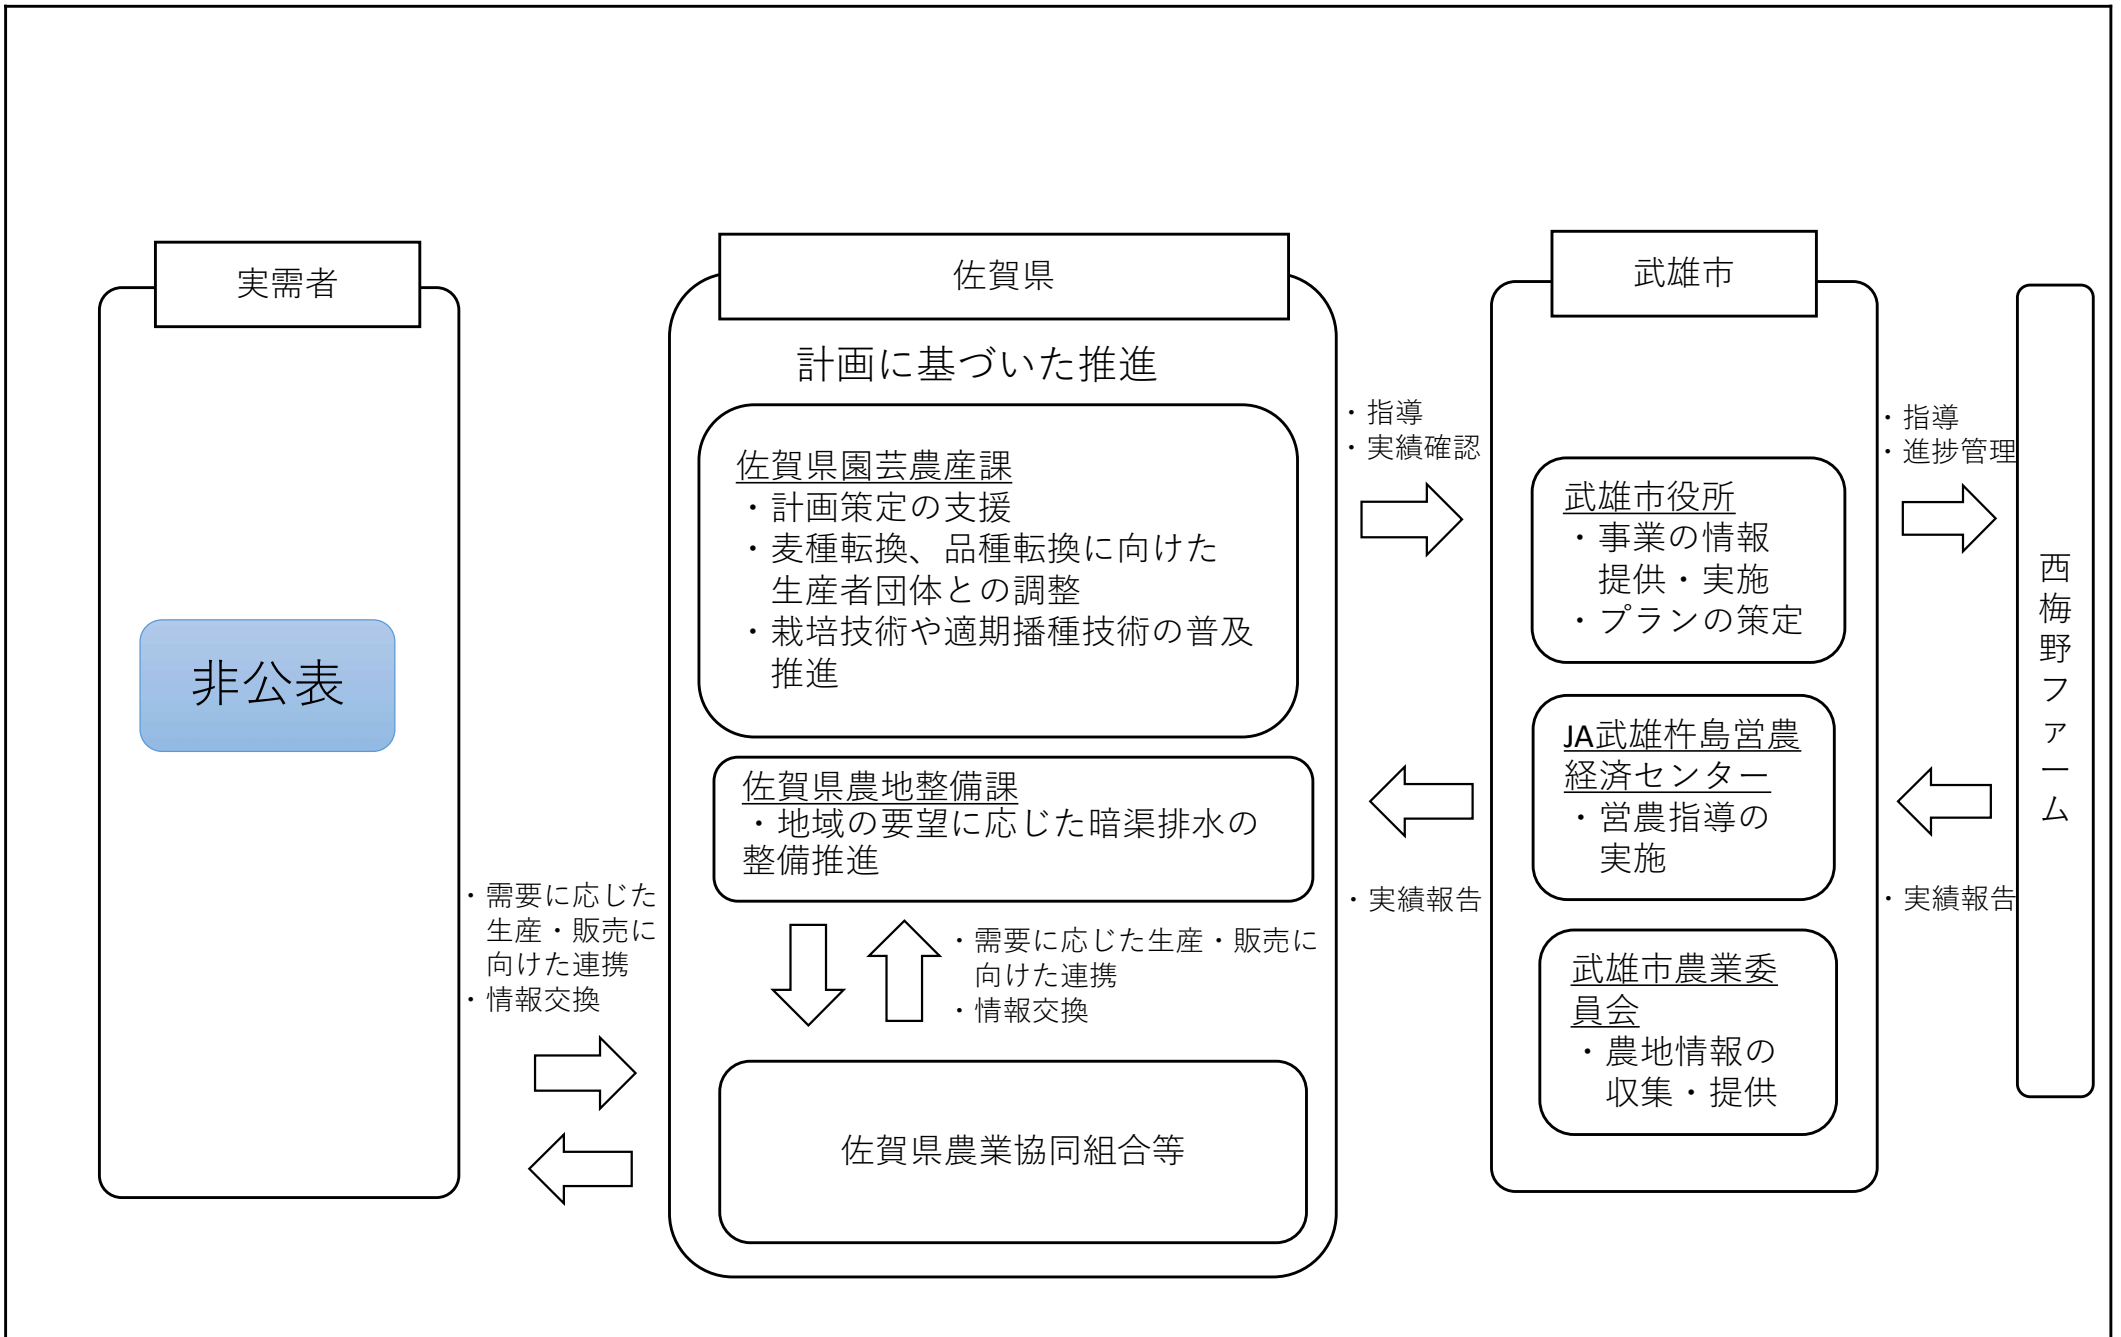 実需者
非公表
・需要に応じた
生産・販売に
向けた連携
・情報交換
佐賀県
計画に基づいた推進
佐賀県園芸農産課
・計画策定の支援
・麦種転換、品種転換に向けた
生産者団体との調整
・栽培技術や適期播種技術の普及
推進
佐賀県農地整備課
・地域の要望に応じた暗渠排水の
整備推進
・需要に応じた生産・販売に
向けた連携
・情報交換
佐賀県農業協同組合等
・指導
・実績確認
・実績報告
武雄市
武雄市役所
・事業の情報
提供・実施
・プランの策定
JA武雄杵島営農
経済センター
・営農指導の
実施
武雄市農業委
員会
・農地情報の
収集・提供
・指導
・進捗管理
・実績報告
西梅野ファーム